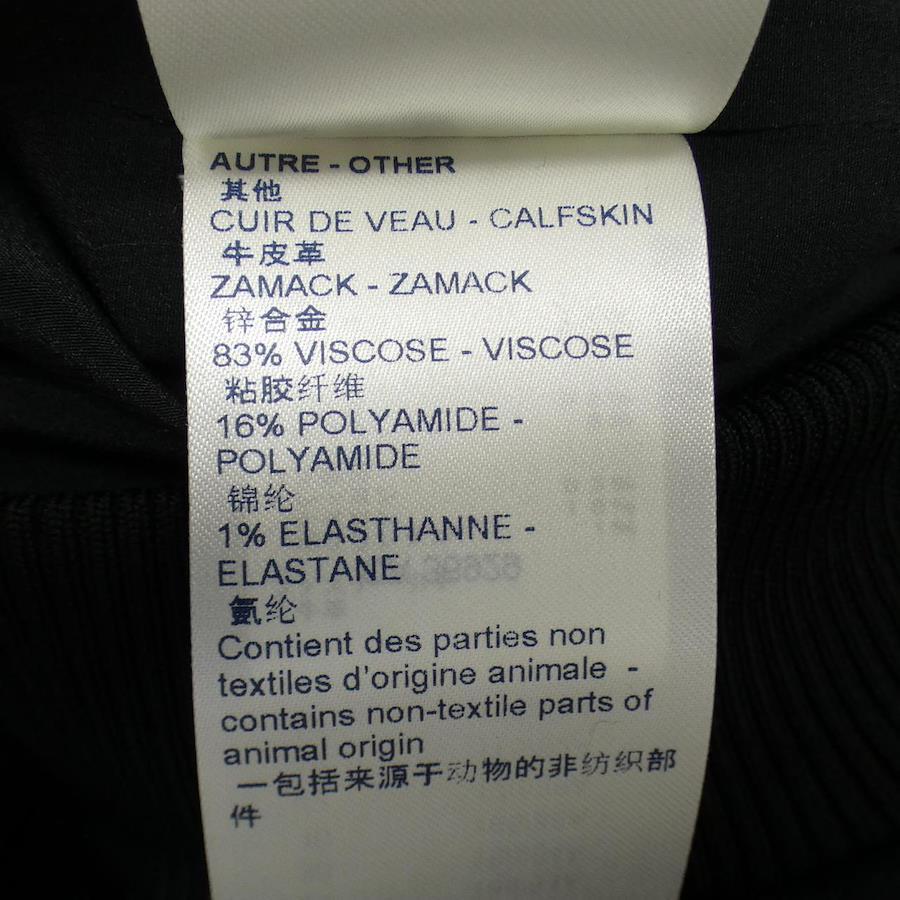 AUTRE - OTHER
其他
CUIR DE VEAU - CALFSKIN
牛皮革
ZAMACK - ZAMACK
锌合金
83% VISCOSE - VISCOSE
粘胶纤维
16% POLYAMIDE -
POLYAMIDE
锦纶
1% ELASTHANNE -
ELASTANE
氨纶
Contient des parties non
textiles d'origine animale -
contains non-textile parts of
animal origin
一包括来源于动物的非纺织部
件